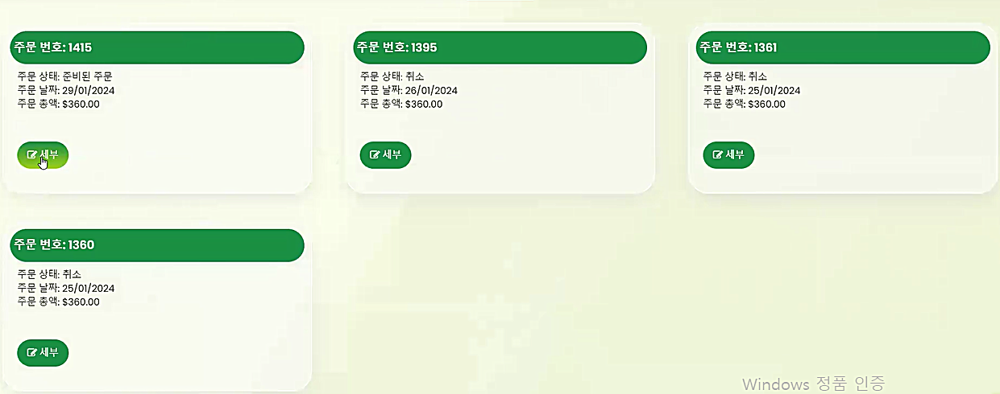 주문 번호: 1415
주문 상태: 준비된 주문
주문 날짜: 29/01/2024
주문 총액: $360.00
세부
주문 번호: 1395
주문 상태: 취소
주문 날짜: 26/01/2024
주문 총액: $360.00
세부
주문 번호: 1361
주문 상태: 취소
주문 날짜: 25/01/2024
주문 총액: $360.00
세부
주문 번호: 1360
주문 상태: 취소
주문 날짜: 25/01/2024
주문 총액: $360.00
세부
Windows 정품 인증